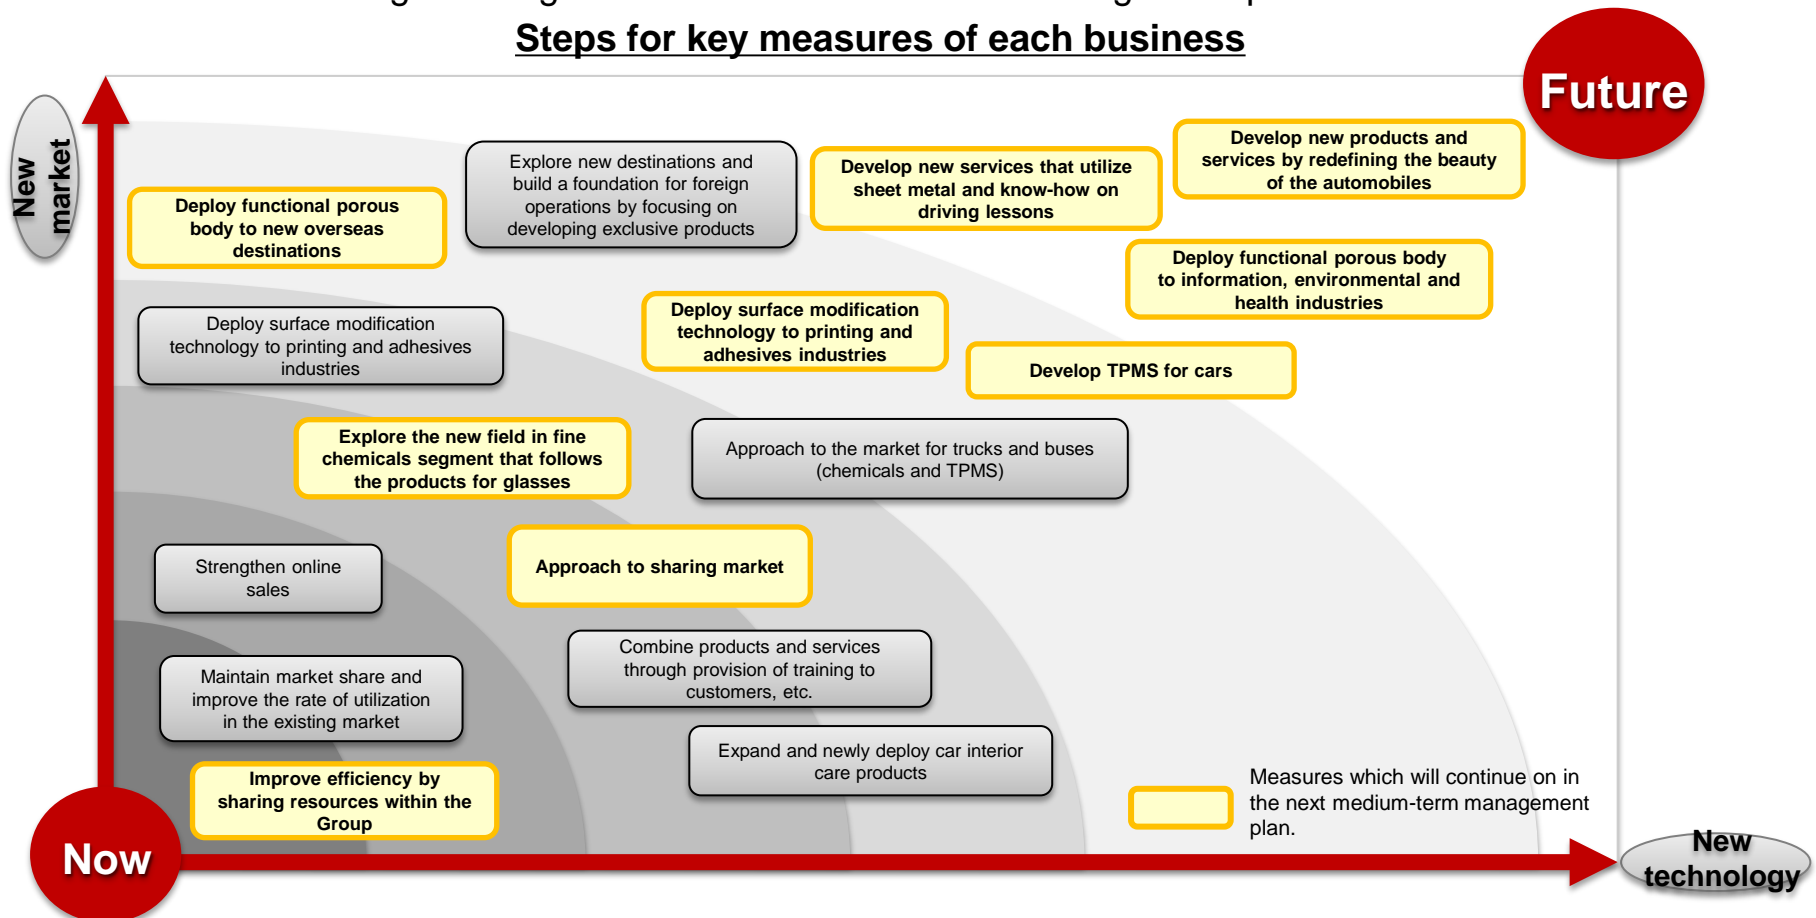 Steps for key measures of each business
Future
New
market
Develop new products and
services by redefining the beauty
of the automobiles
Explore new destinations and
build a foundation for foreign
operations by focusing on
developing exclusive products
Develop new services that utilize
sheet metal and know-how on
driving lessons
Deploy functional porous
body to new overseas
destinations
Deploy functional porous body
to information, environmental and
health industries
Deploy surface modification
technology to printing and
adhesives industries
Deploy surface modification
technology to printing and adhesives
industries
Develop TPMS for cars
Explore the new field in fine
chemicals segment that follows
the products for glasses
Approach to the market for trucks and buses
(chemicals and TPMS)
Strengthen online
sales
Approach to sharing market
Combine products and services
through provision of training to
customers, etc.
Maintain market share and
improve the rate of utilization
in the existing market
Expand and newly deploy car interior
care products
Improve efficiency by
sharing resources within the
Group
Measures which will continue on in
the next medium-term management
plan.
Now
New
technology